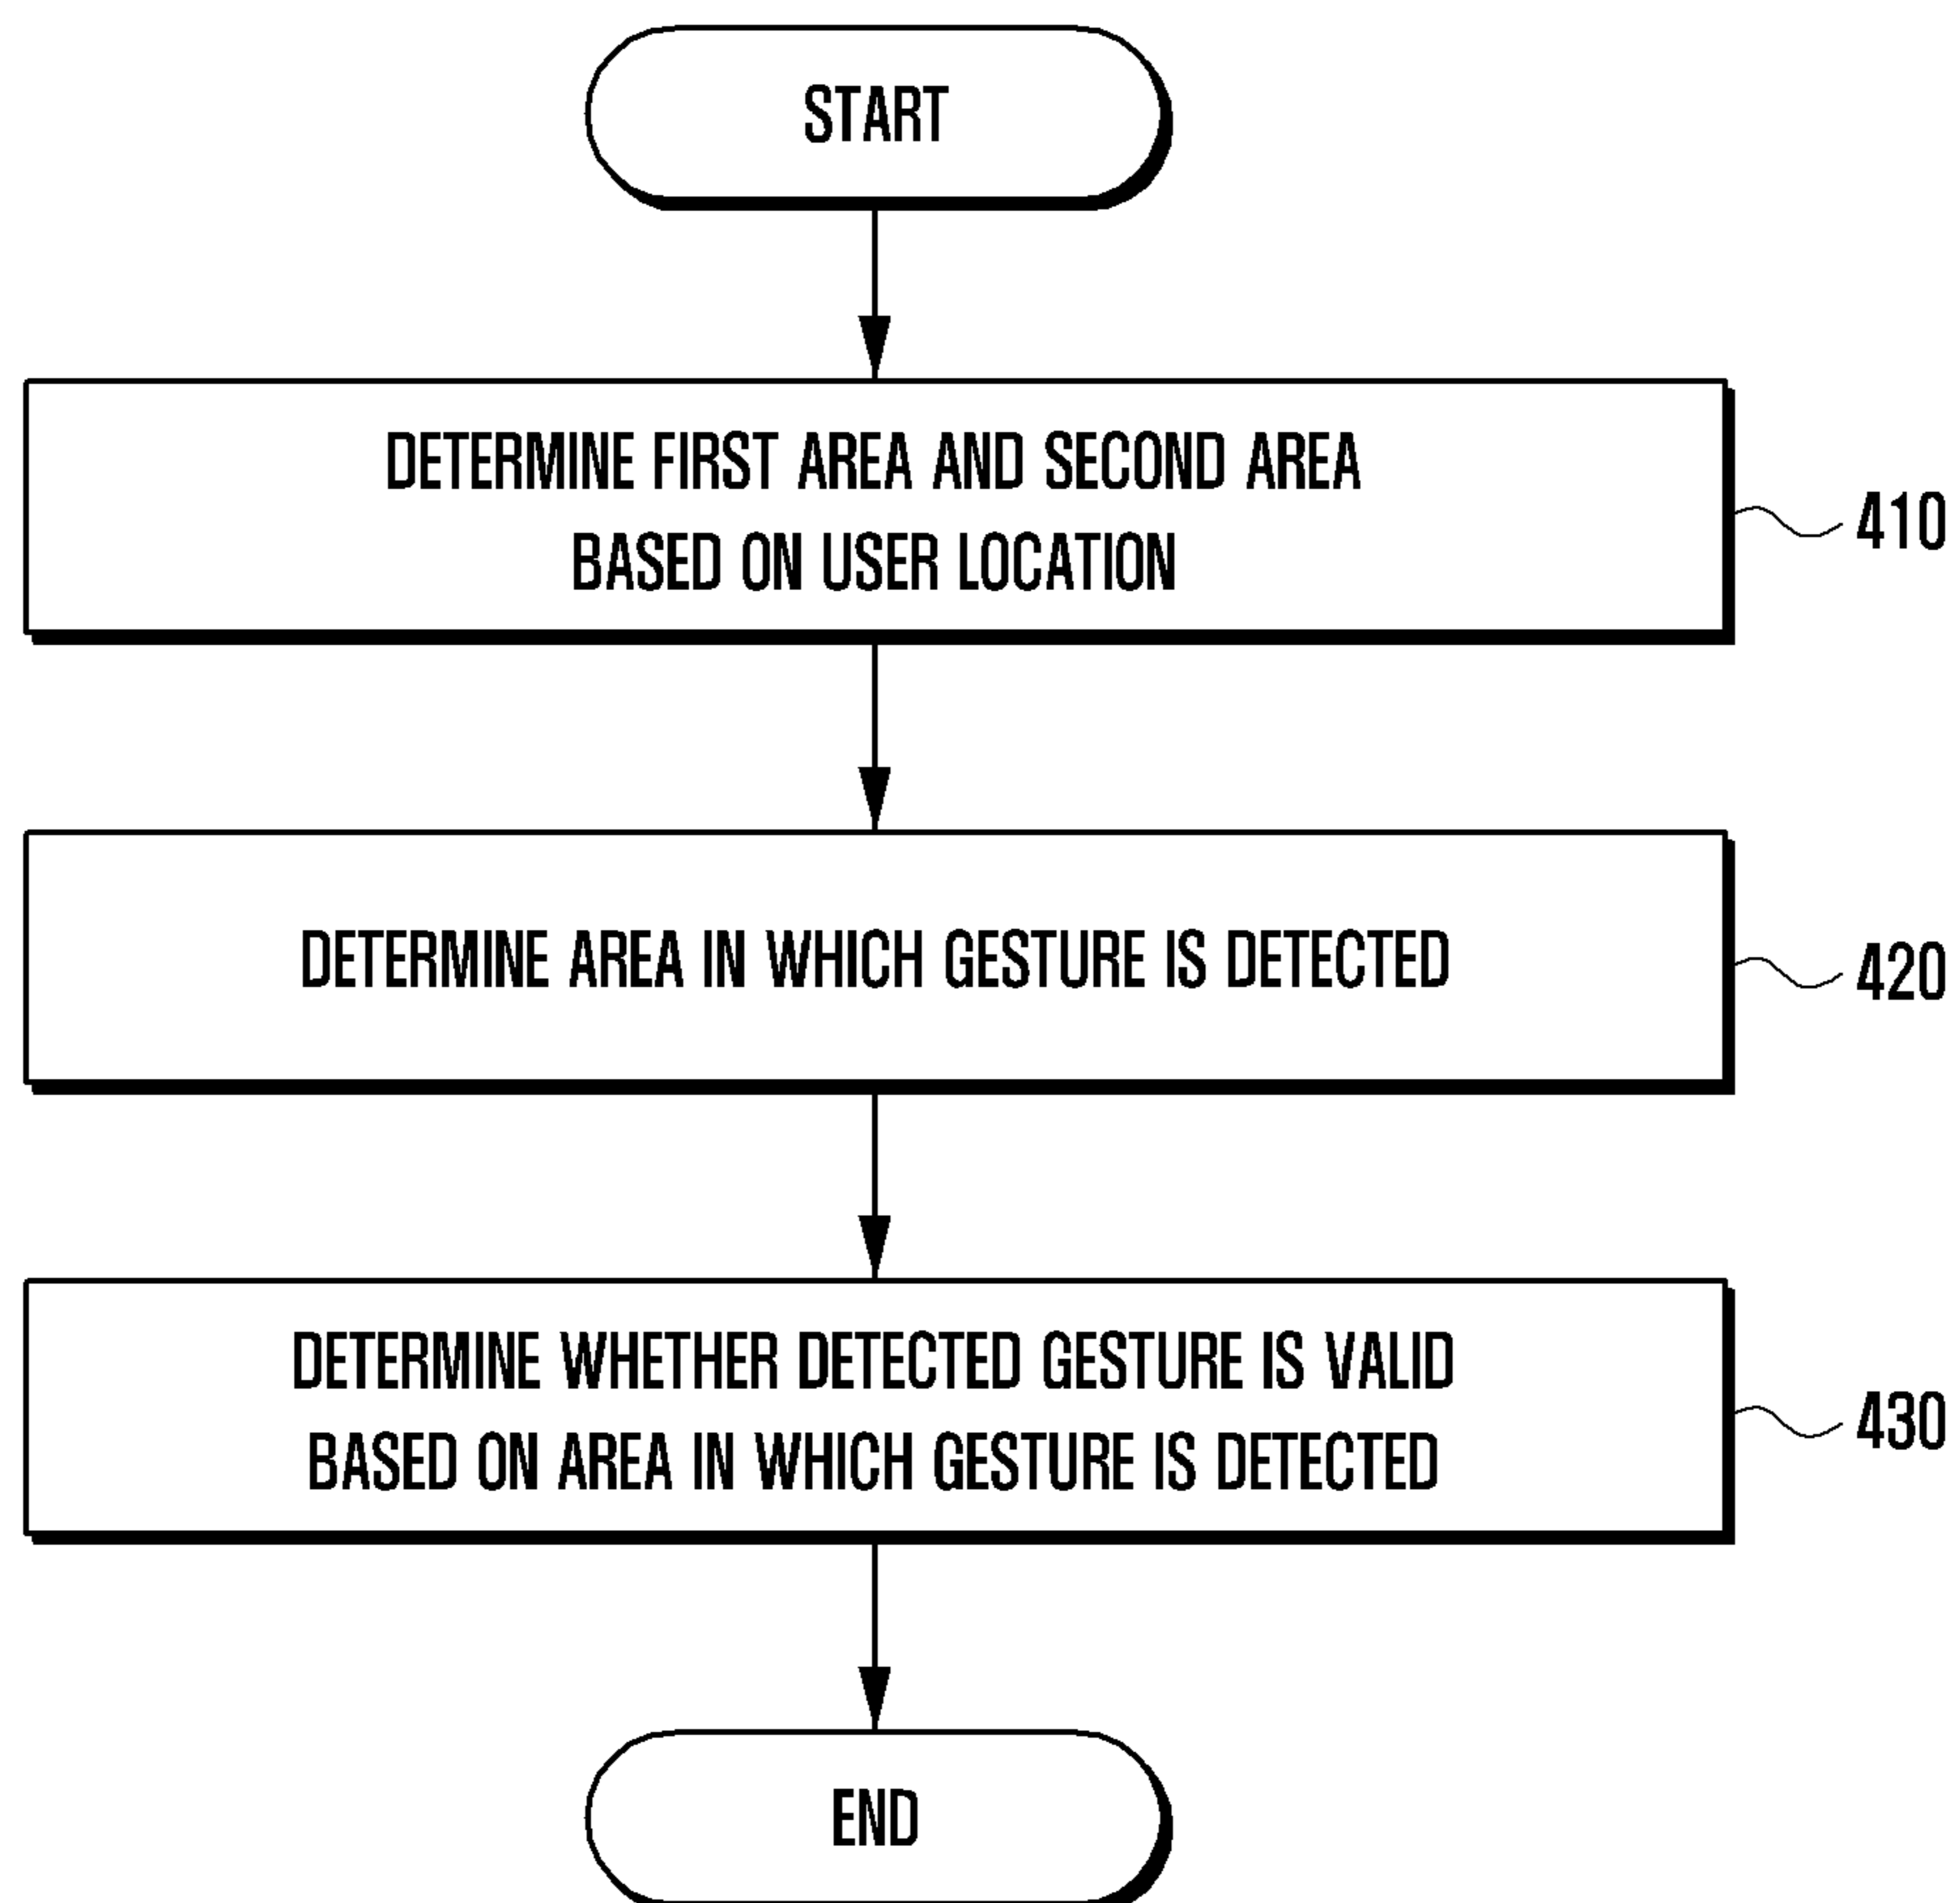 START
DETERMINE FIRST AREA AND SECOND AREA
BASED ON USER LOCATION
410
DETERMINE AREA IN WHICH GESTURE IS DETECTED
420
DETERMINE WHETHER DETECTED GESTURE IS VALID
BASED ON AREA IN WHICH GESTURE IS DETECTED
430
END